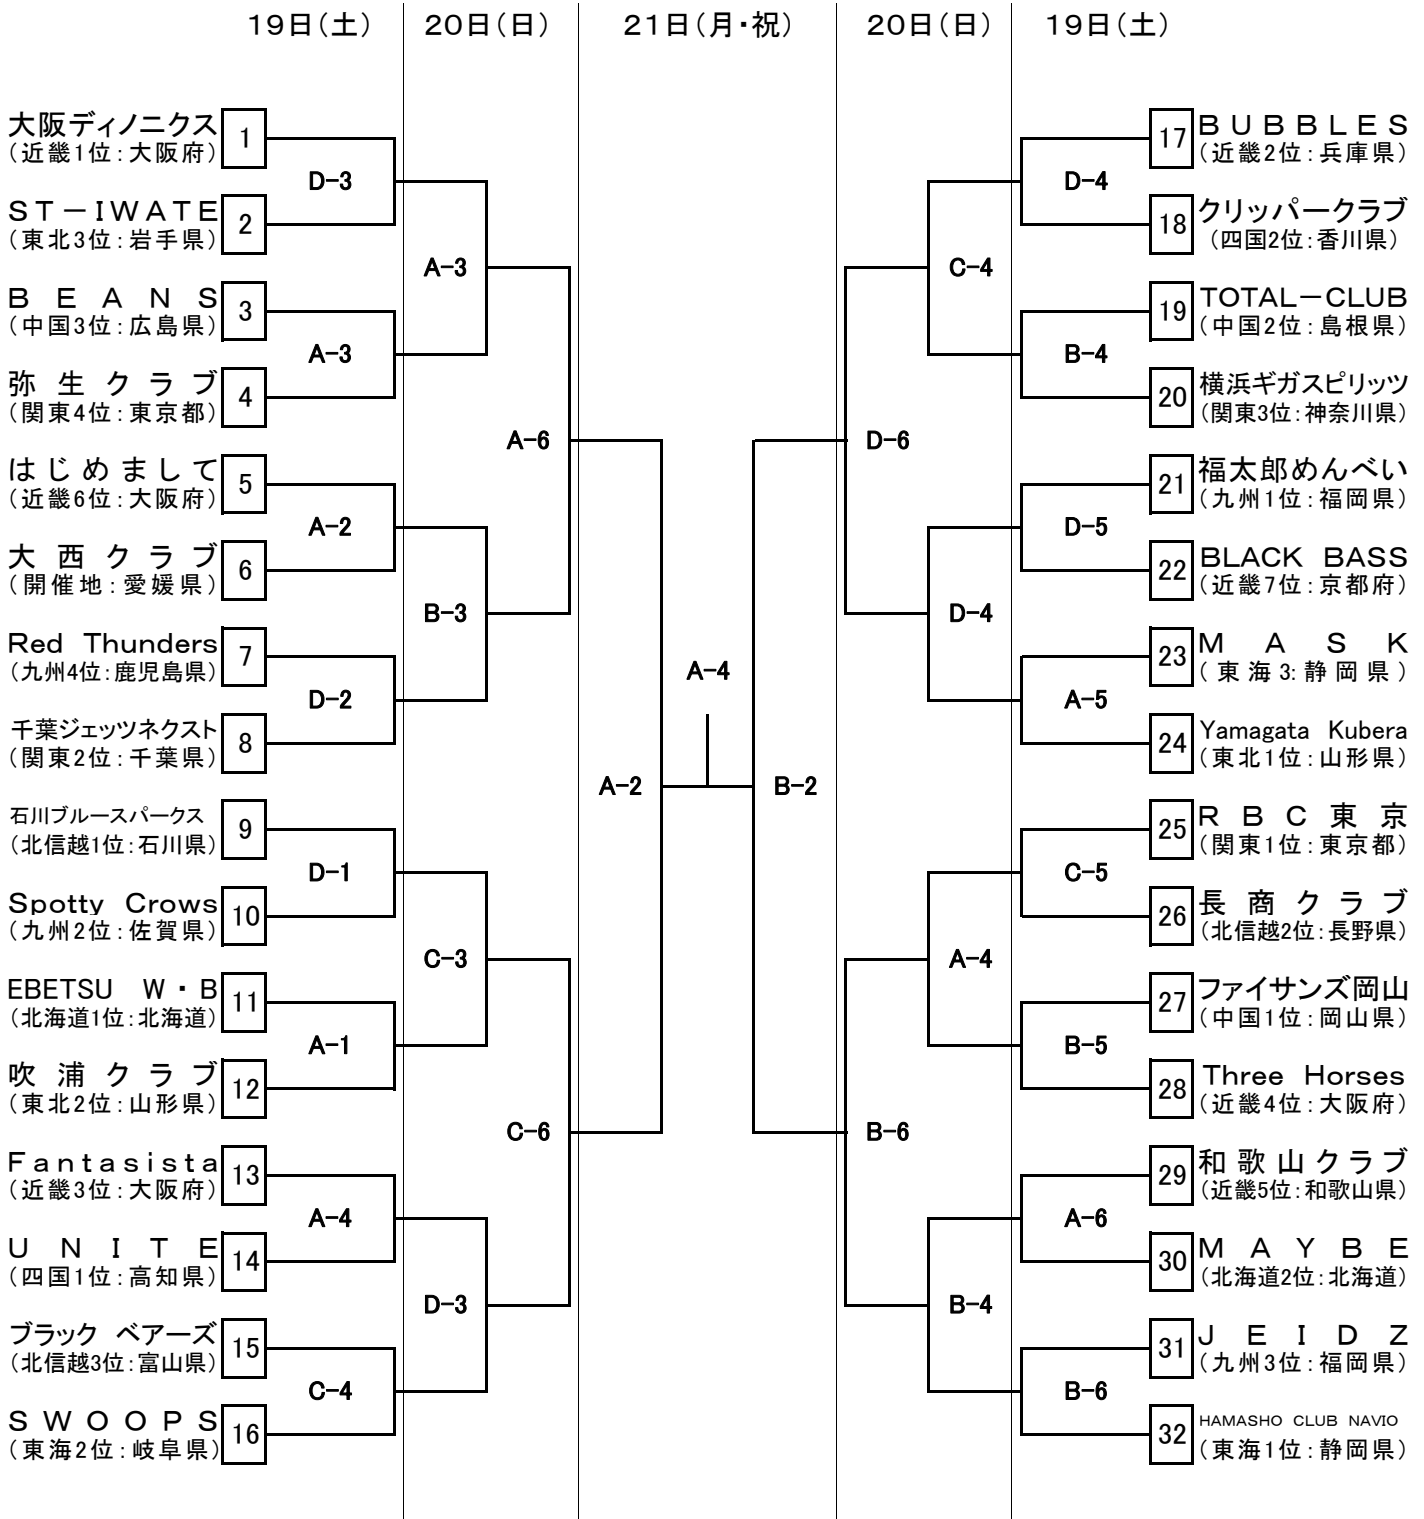 19日(土) 20日(日) 21日(月・祝) 20日(日) 19日(土)
大阪ディノニクス
(近畿1位:大阪府)
1
D-3
ST-IWATE
(東北3位:岩手県)
2
A-3
BEANS
(中国3位:広島県)
3
A-3
弥生クラブ
(関東4位:東京都)
4
A-6
はじめまして
(近畿6位:大阪府)
5
A-2
大西クラブ
(開催地:愛媛県)
6
B-3
Red Thunders
(九州4位:鹿児島県)
7
D-2
千葉ジェッツネクスト
(関東2位:千葉県)
8
A-2
石川ブルースパークス
(北信越1位:石川県)
9
D-1
Spotty Crows
(九州2位:佐賀県)
10
C-3
EBETSU W・B
(北海道1位:北海道)
11
A-1
吹浦クラブ
(東北2位:山形県)
12
C-6
Fantasista
(近畿3位:大阪府)
13
A-4
UNITE
(四国1位:高知県)
14
D-3
ブラック ベアーズ
(北信越3位:富山県)
15
C-4
SWOOPS
(東海2位:岐阜県)
16
A-4
17
BUBBLES
(近畿2位:兵庫県)
D-4
18
クリッパークラブ
(四国2位:香川県)
C-4
19
TOTAL-CLUB
(中国2位:島根県)
B-4
20
横浜ギガスピリッツ
(関東3位:神奈川県)
D-6
21
福太郎めんべい
(九州1位:福岡県)
D-5
22
BLACK BASS
(近畿7位:京都府)
D-4
23
MASK
(東海3:静岡県)
A-5
24
Yamagata Kubera
(東北1位:山形県)
B-2
25
RBC東京
(関東1位:東京都)
C-5
26
長商クラブ
(北信越2位:長野県)
A-4
27
ファイサンズ岡山
(中国1位:岡山県)
B-5
28
Three Horses
(近畿4位:大阪府)
B-6
29
和歌山クラブ
(近畿5位:和歌山県)
A-6
30
MAYBE
(北海道2位:北海道)
B-4
31
JEIDZ
(九州3位:福岡県)
B-6
32
HAMASHO CLUB NAVIO
(東海1位:静岡県)